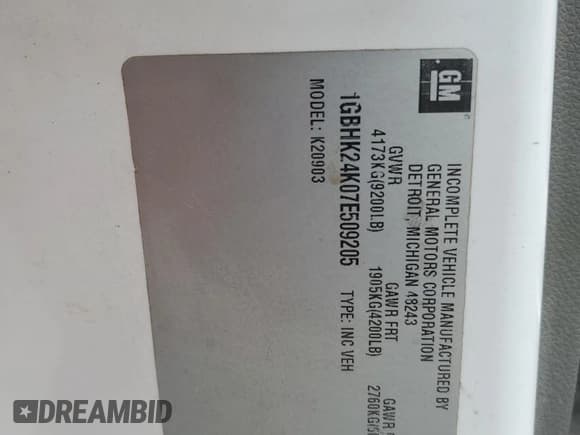 GM
INCOMPLETE VEHICLE MANUFACTURED BY
GENERAL MOTORS CORPORATION
DETROIT, MICHIGAN 48243
GVWR GAWR FRT GAWR
4173KG(9200LB) 1905KG(4200LB) 2760KG(
1GBHK24K07E509205 TYPE: INC VEH
MODEL: K20903
DREAMBID